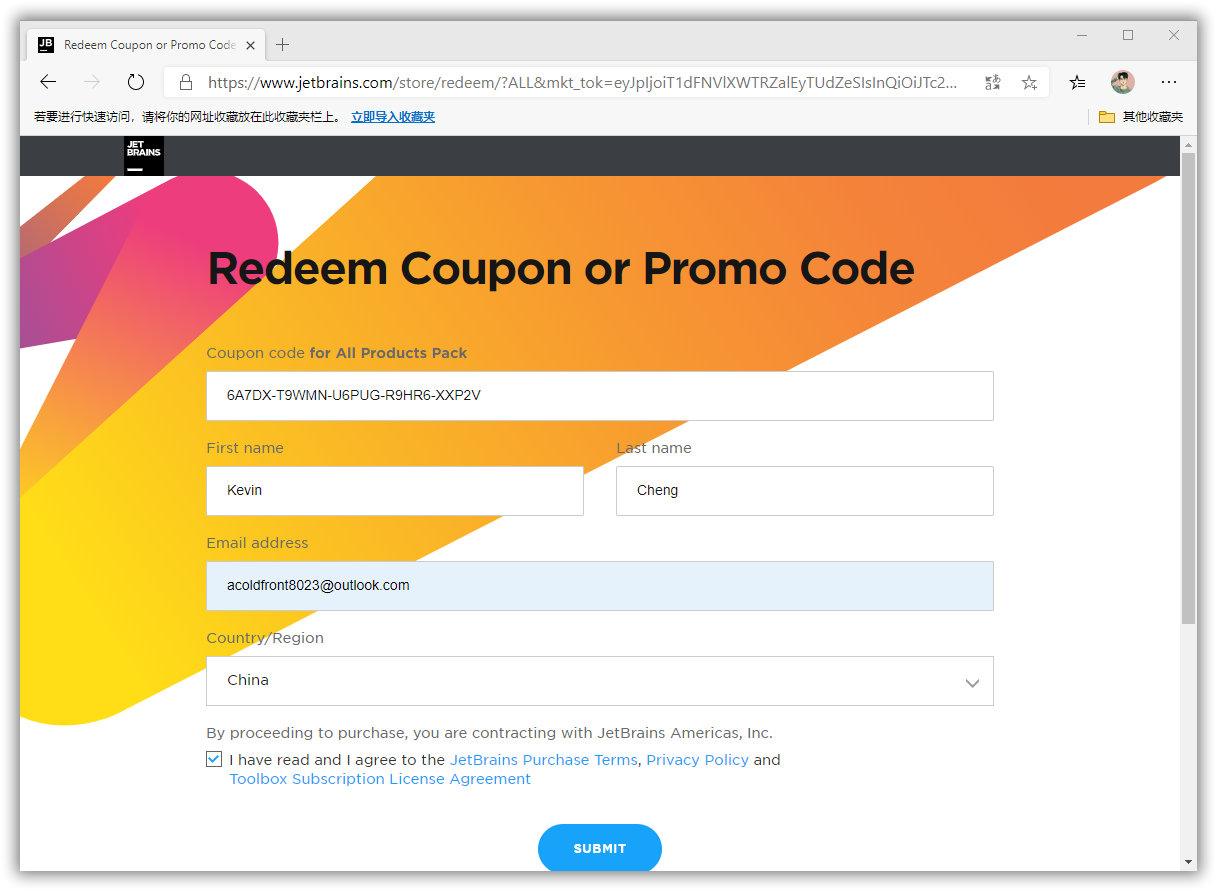 JB Redeem Coupon or Promo Code
https://www.jetbrains.com/store/redeem/?ALL&mkt_tok=eyJpIjoiT1dFNVlXWTRZalEyTUdZeSIsInQiOiJTc2...
若要进行快速访问，请将你的网址收藏放在此收藏夹栏上。 立即导入收藏夹 其他收藏夹
JET
BRAINS
Redeem Coupon or Promo Code
Coupon code for All Products Pack
6A7DX-T9WMN-U6PUG-R9HR6-XXP2V
First name Last name
Kevin Cheng
Email address
acoldfront8023@outlook.com
Country/Region
China
By proceeding to purchase, you are contracting with JetBrains Americas, Inc.
I have read and I agree to the JetBrains Purchase Terms, Privacy Policy and
Toolbox Subscription License Agreement
SUBMIT